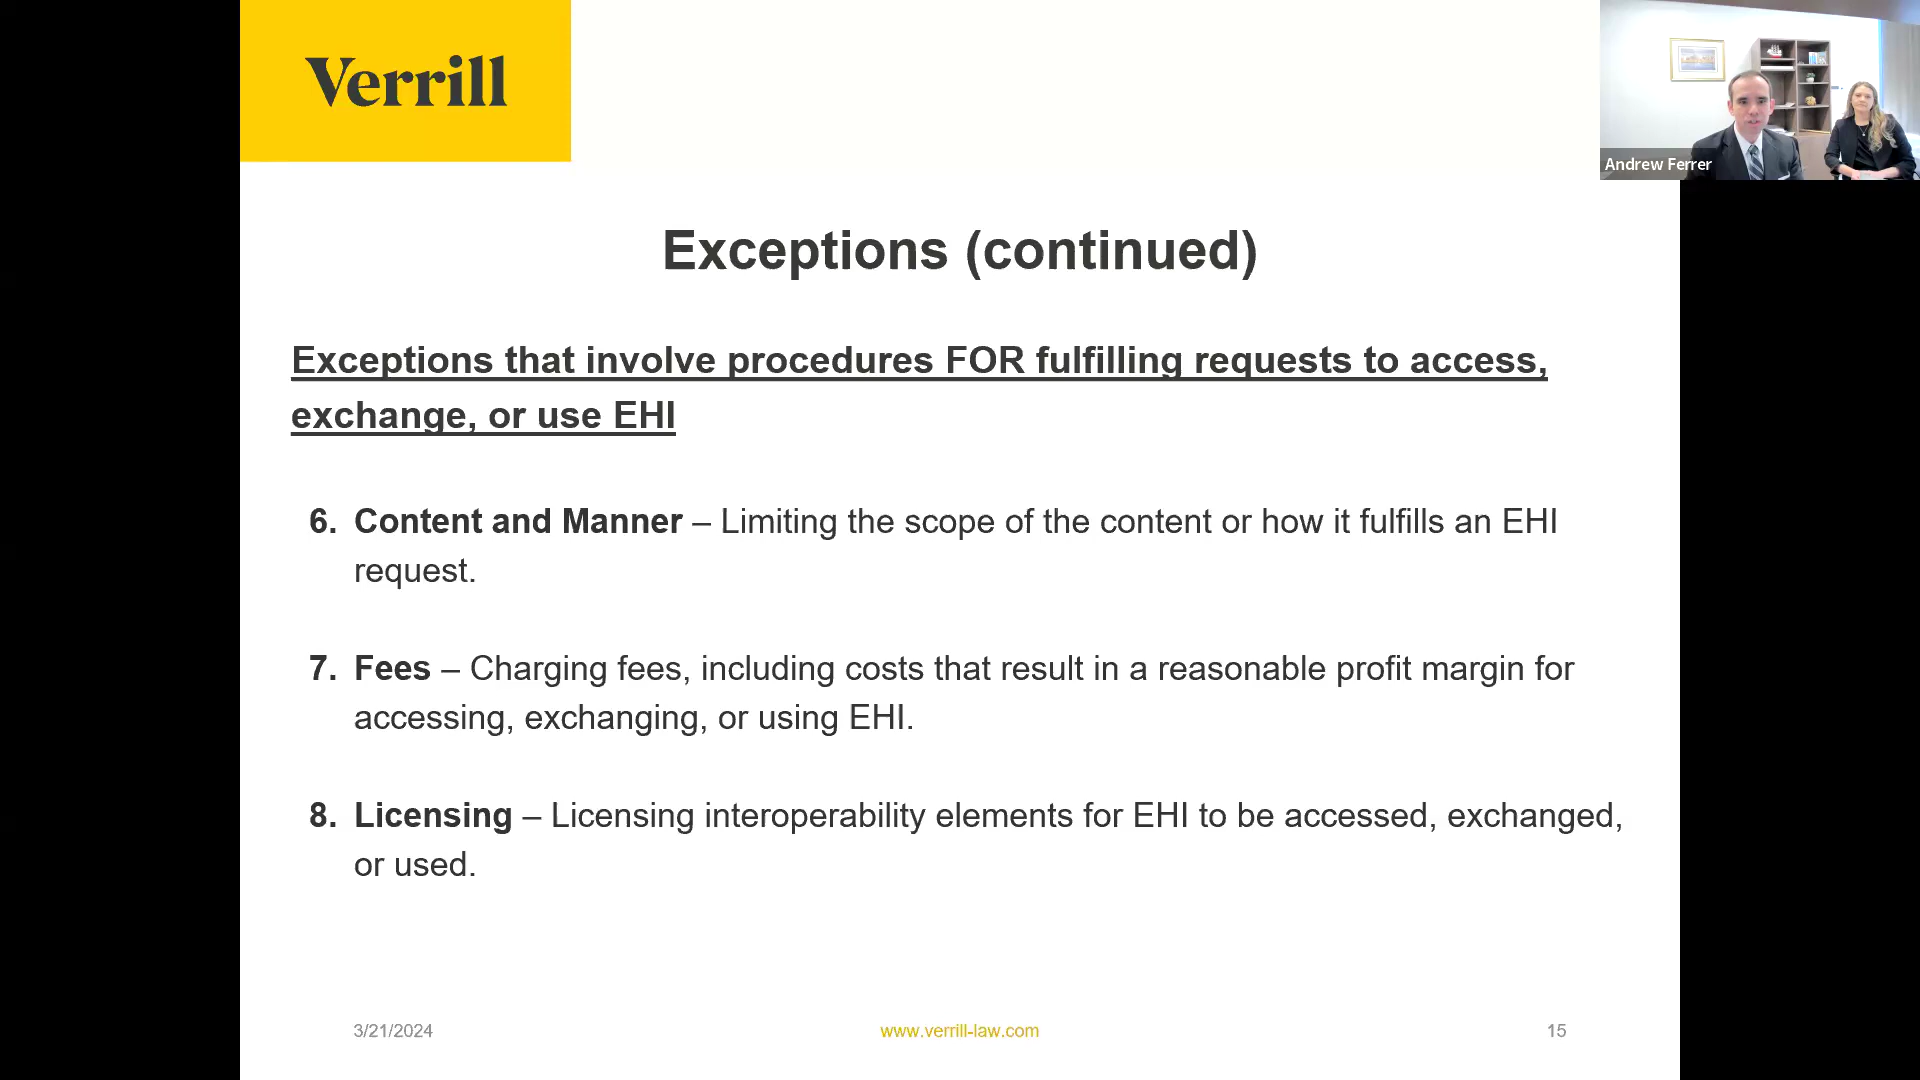 Verrill
Andrew Ferrer
Exceptions (continued)
Exceptions that involve procedures FOR fulfilling requests to access,
exchange, or use EHI
6. Content and Manner – Limiting the scope of the content or how it fulfills an EHI
request.
7. Fees – Charging fees, including costs that result in a reasonable profit margin for
accessing, exchanging, or using EHI.
8. Licensing – Licensing interoperability elements for EHI to be accessed, exchanged,
or used.
3/21/2024
www.verrill-law.com
15